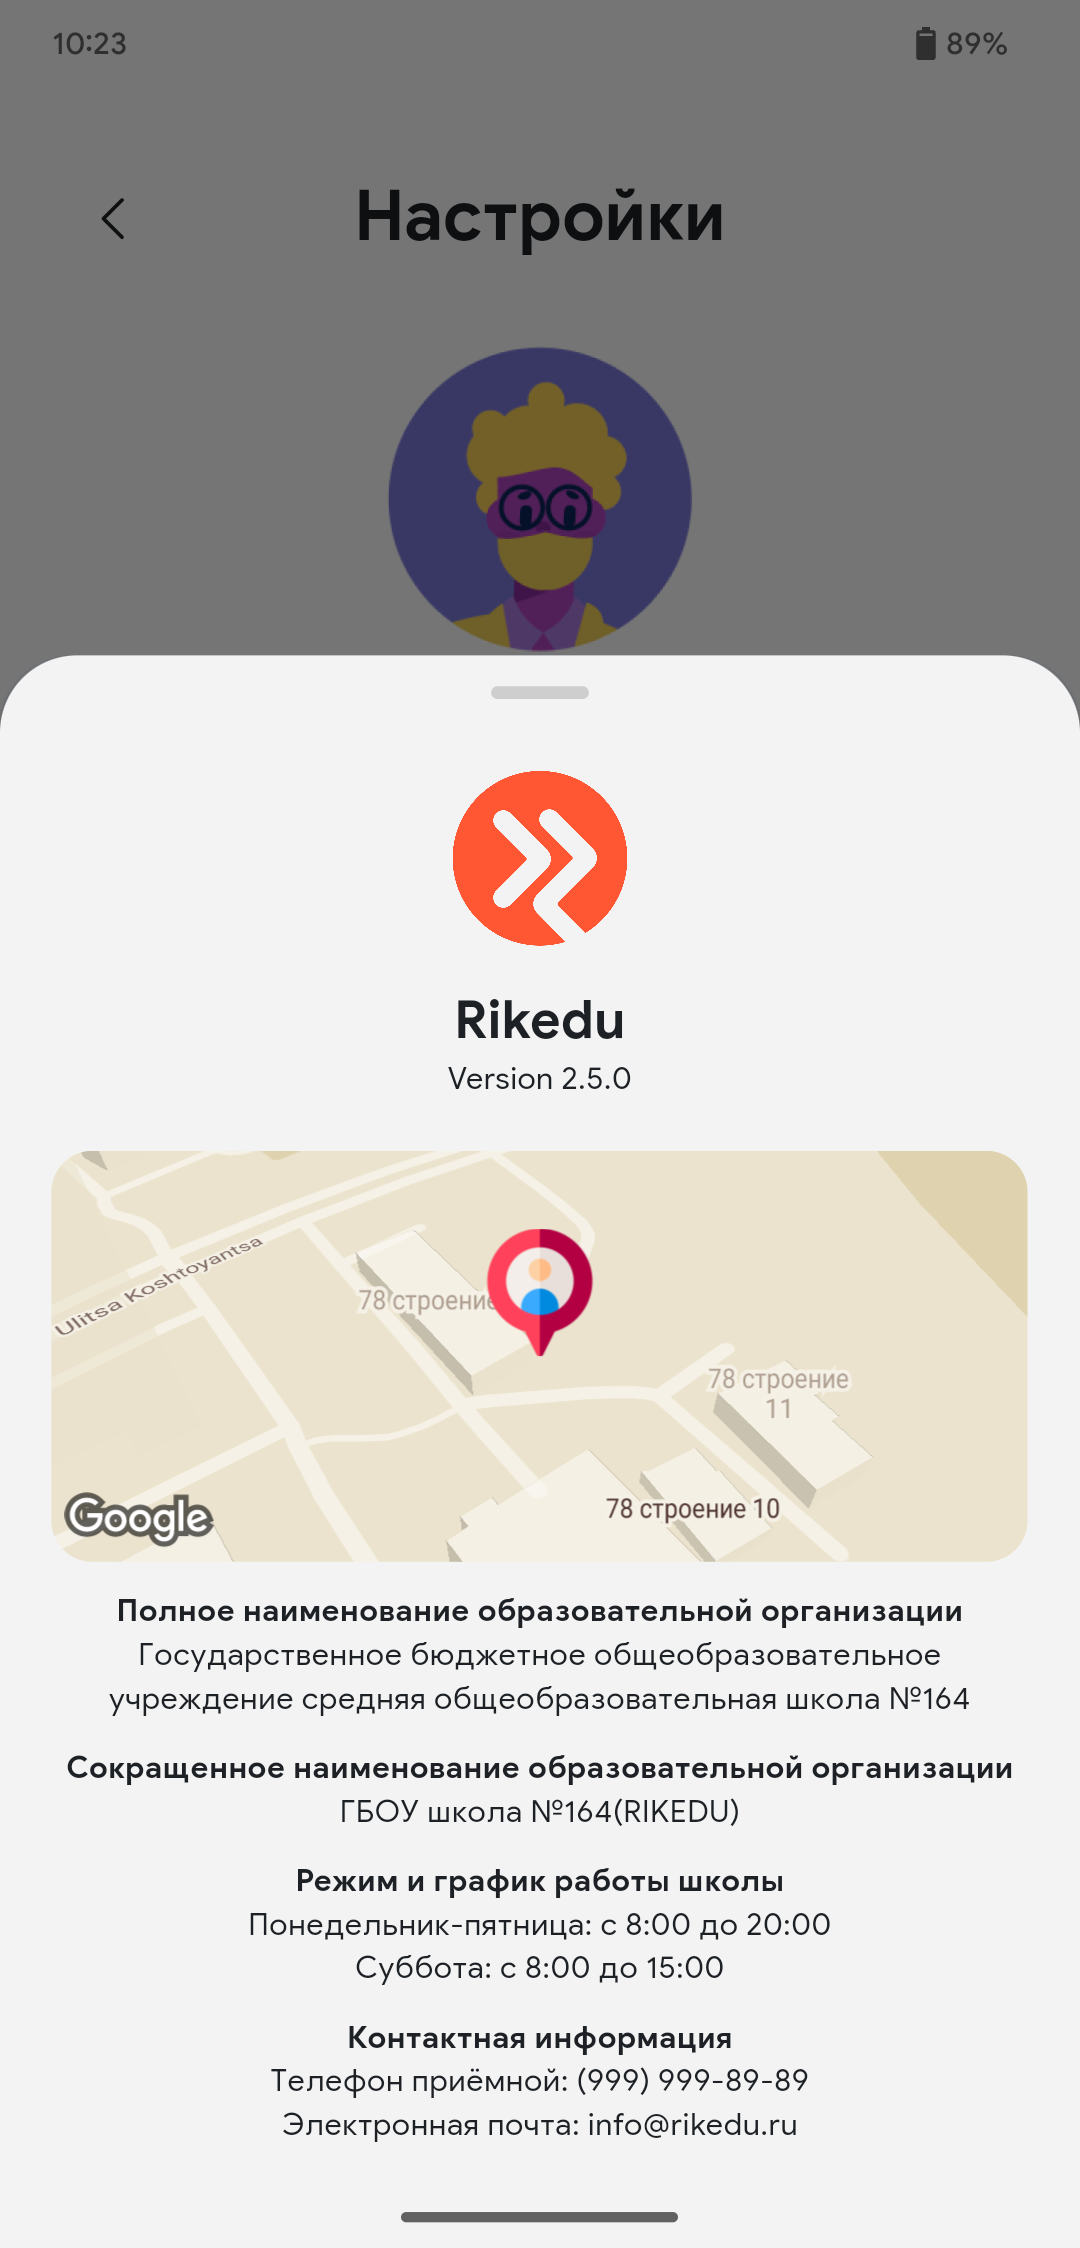 10:23
89%
Настройки
Rikedu
Version 2.5.0
Ulitsa Koshtoyantsa
78 строение
78 строение
11
78 строение 10
Google
Полное наименование образовательной организации
Государственное бюджетное общеобразовательное
учреждение средняя общеобразовательная школа №164
Сокращенное наименование образовательной организации
ГБОУ школа №164(RIKEDU)
Режим и график работы школы
Понедельник-пятница: с 8:00 до 20:00
Суббота: с 8:00 до 15:00
Контактная информация
Телефон приёмной: (999) 999-89-89
Электронная почта: info@rikedu.ru